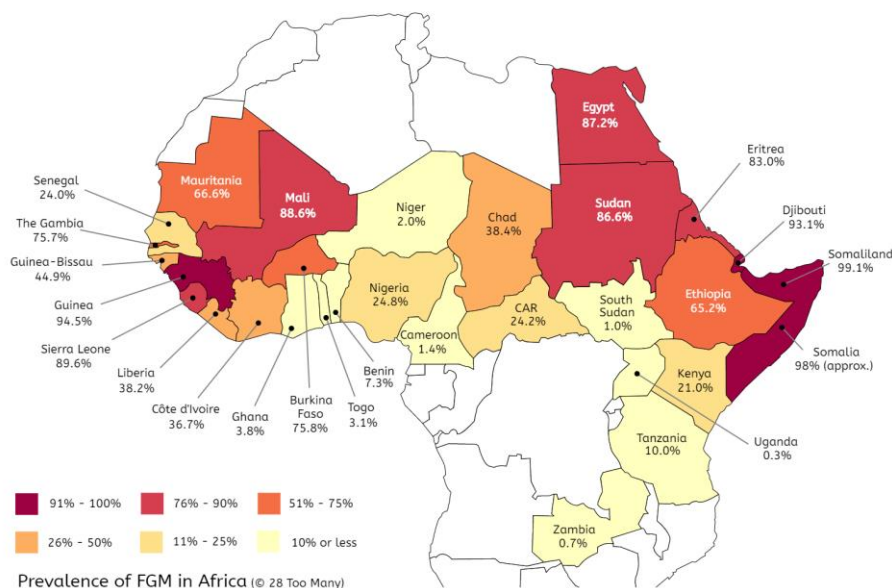 Egypt
87.2%
Eritrea
83.0%
Mauritania
66.6%
Senegal
24.0%
Mali
88.6%
Niger
2.0%
Chad
38.4%
Sudan
86.6%
Djibouti
93.1%
The Gambia
75.7%
Somaliland
99.1%
Guinea-Bissau
44.9%
Nigeria
24.8%
Ethiopia
65.2%
South
Sudan
1.0%
Guinea
94.5%
CAR
24.2%
Cameroon
1.4%
Sierra Leone
89.6%
Somalia
98% (approx.)
Liberia
38.2%
Benin
7.3%
Kenya
21.0%
Côte d'Ivoire
36.7%
Ghana
3.8%
Burkina
Faso
75.8%
Togo
3.1%
Uganda
0.3%
Tanzania
10.0%
Zambia
0.7%
91% - 100%
76% - 90%
51% - 75%
26% - 50%
11% - 25%
10% or less
Prevalence of FGM in Africa (© 28 Too Many)